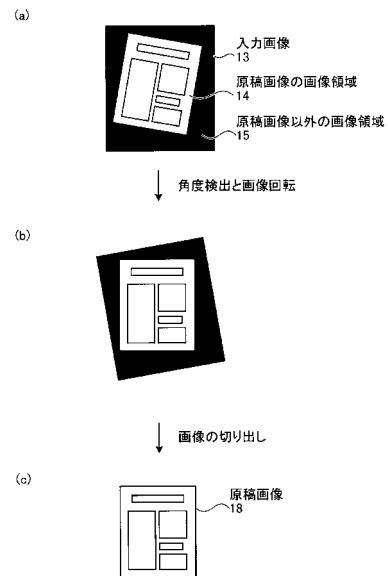 (a)
入力画像
13
原稿画像の画像領域
14
原稿画像以外の画像領域
15
角度検出と画像回転
(b)
画像の切り出し
(c)
原稿画像
18